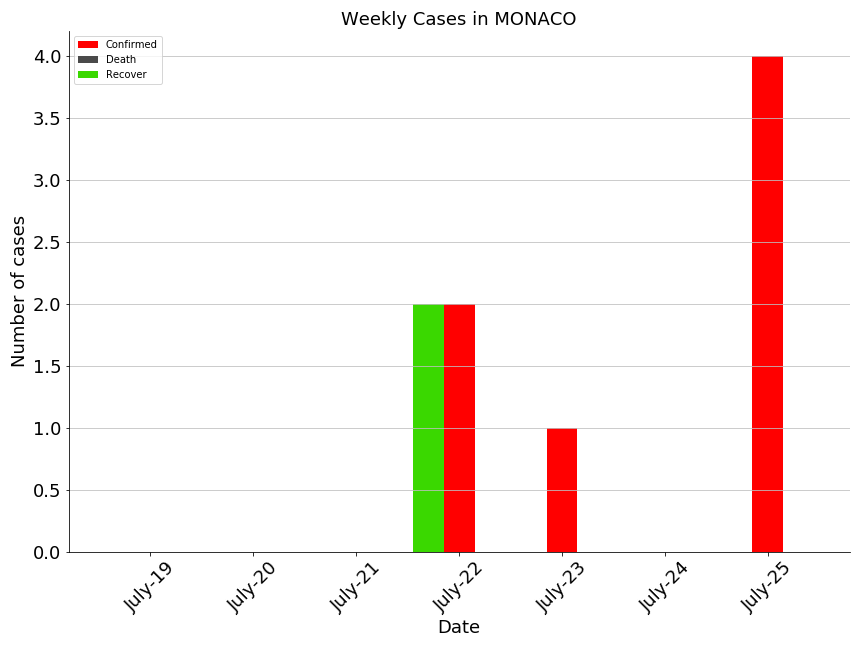 Weekly Cases in MONACO
Confirmed
Death
Recover
Number of cases
4.0
3.5
3.0
2.5
2.0
1.5
1.0
0.5
0.0
July-19
July-20
July-21
July-22
July-23
July-24
July-25
Date